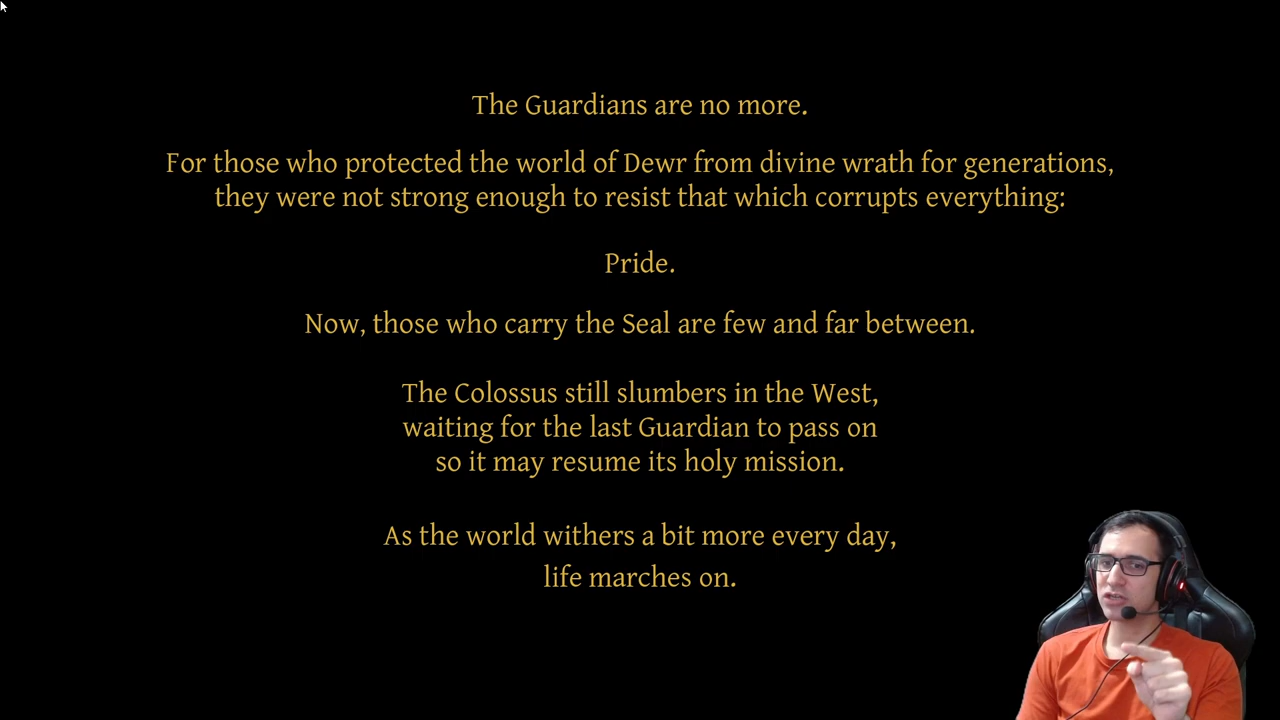 The Guardians are no more.
For those who protected the world of Dewr from divine wrath for generations,
they were not strong enough to resist that which corrupts everything:
Pride.
Now, those who carry the Seal are few and far between.
The Colossus still slumbers in the West,
waiting for the last Guardian to pass on
so it may resume its holy mission.
As the world withers a bit more every day,
life marches on.